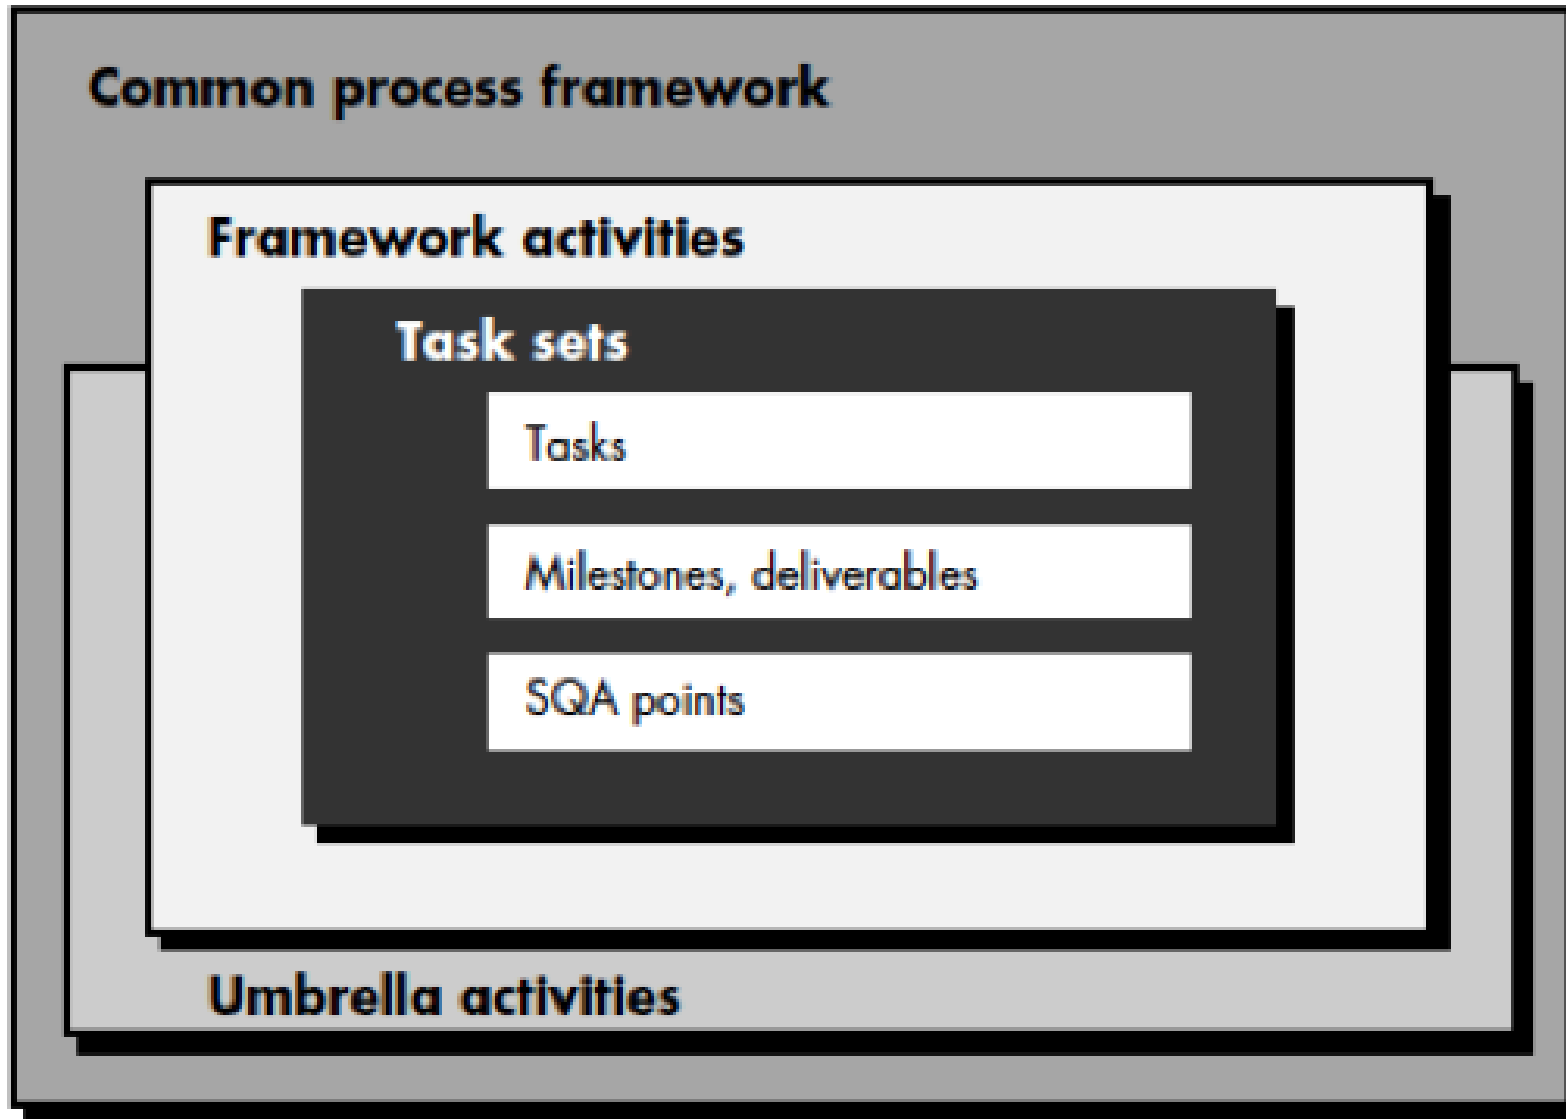 Common process framework
Framework activities
Task sets
Tasks
Milestones, deliverables
SQA points
Umbrella activities